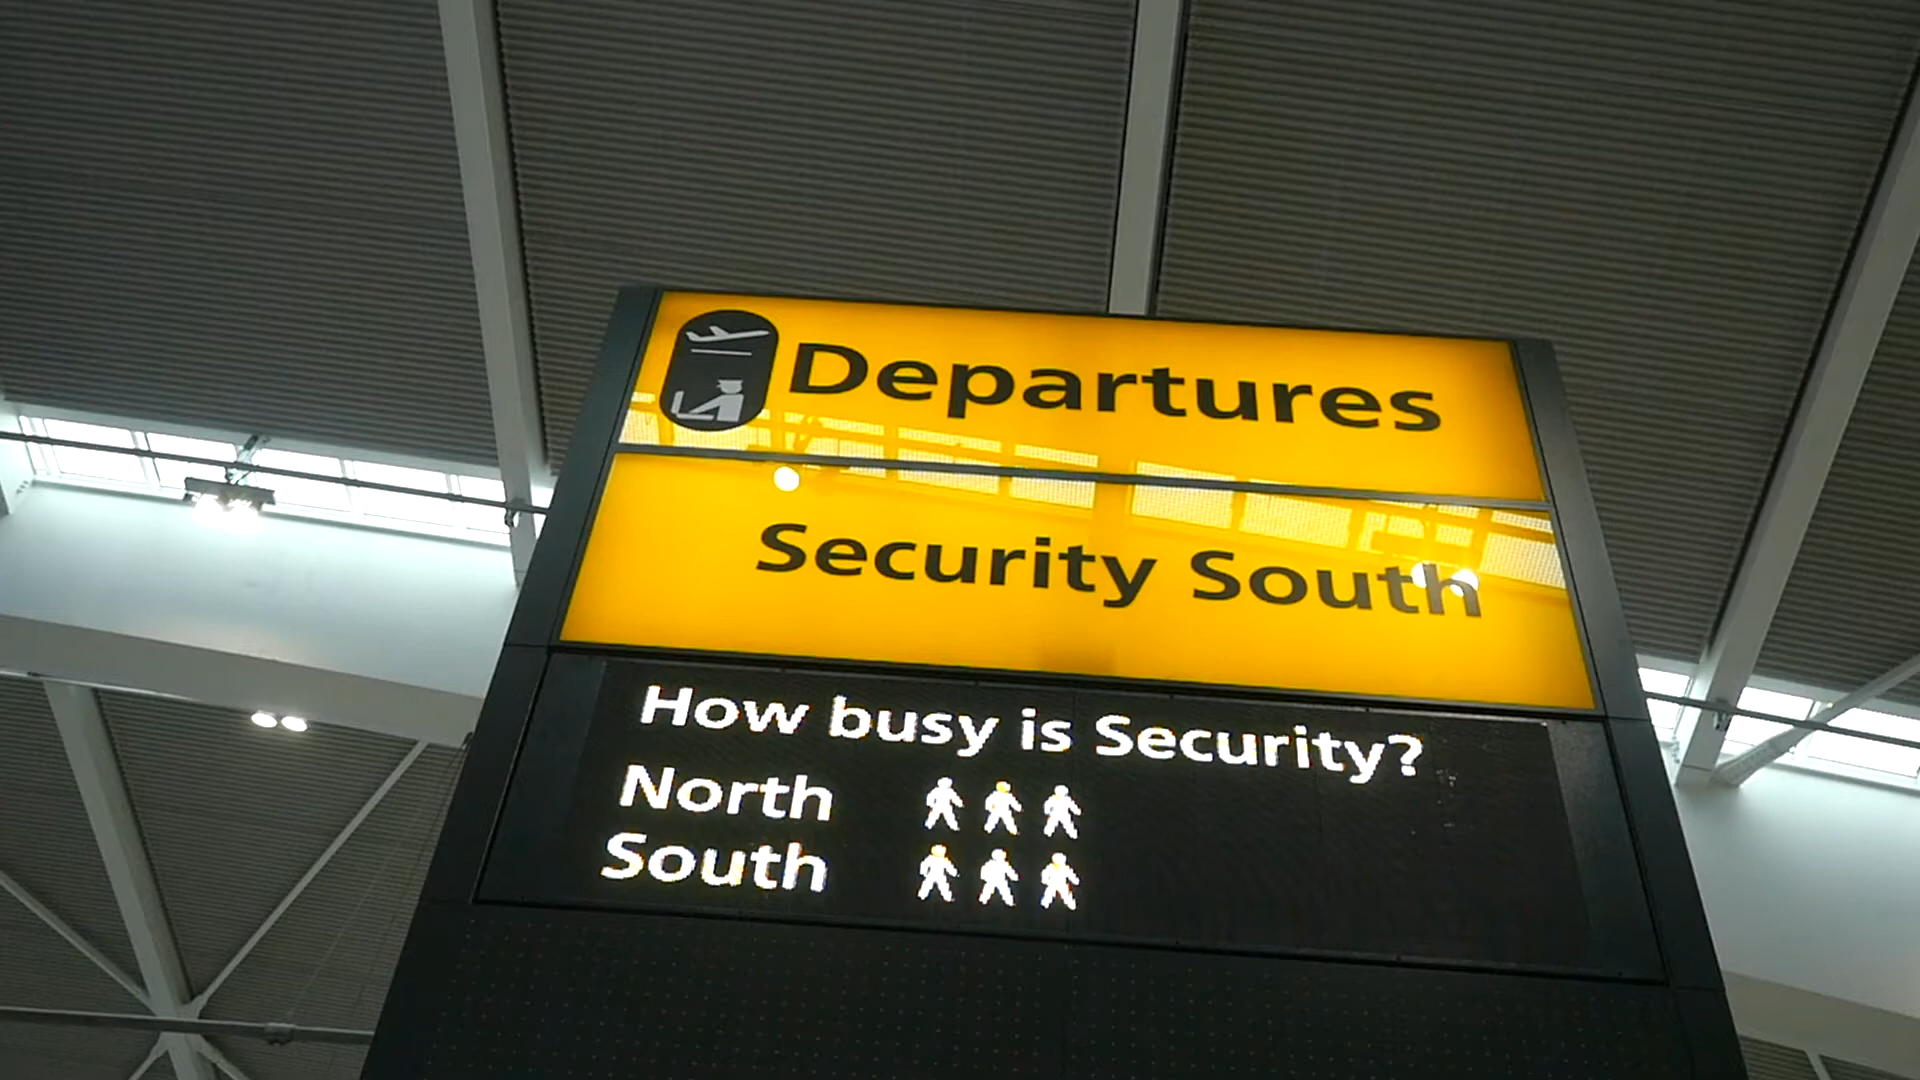 Departures
Security South
How busy is Security?
North
South